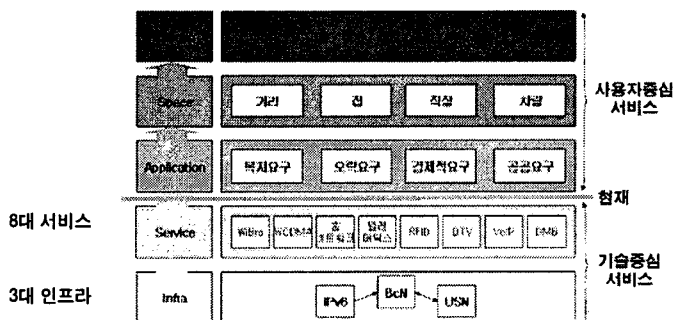 Space 거리 집 직장 차량
사용자중심
서비스
Application 복지요구 오락요구 경제적요구 공공요구
현재
8대 서비스
Service WiBro WCDMA 홈 네트워크 텔레매틱스 RFID DTV VoIP DMB
기술중심
서비스
3대 인프라
Infra IPv6 BcN USN